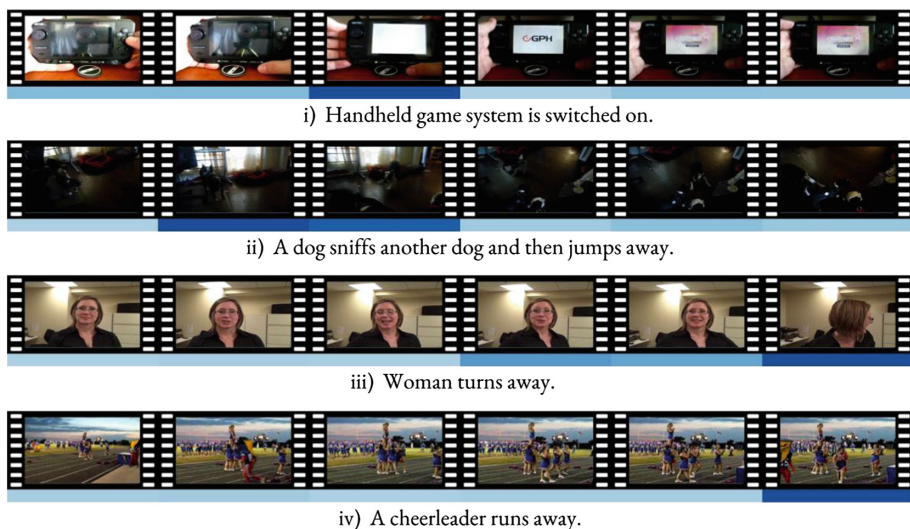 GPH
i) Handheld game system is switched on.
ii) A dog sniffs another dog and then jumps away.
iii) Woman turns away.
iv) A cheerleader runs away.